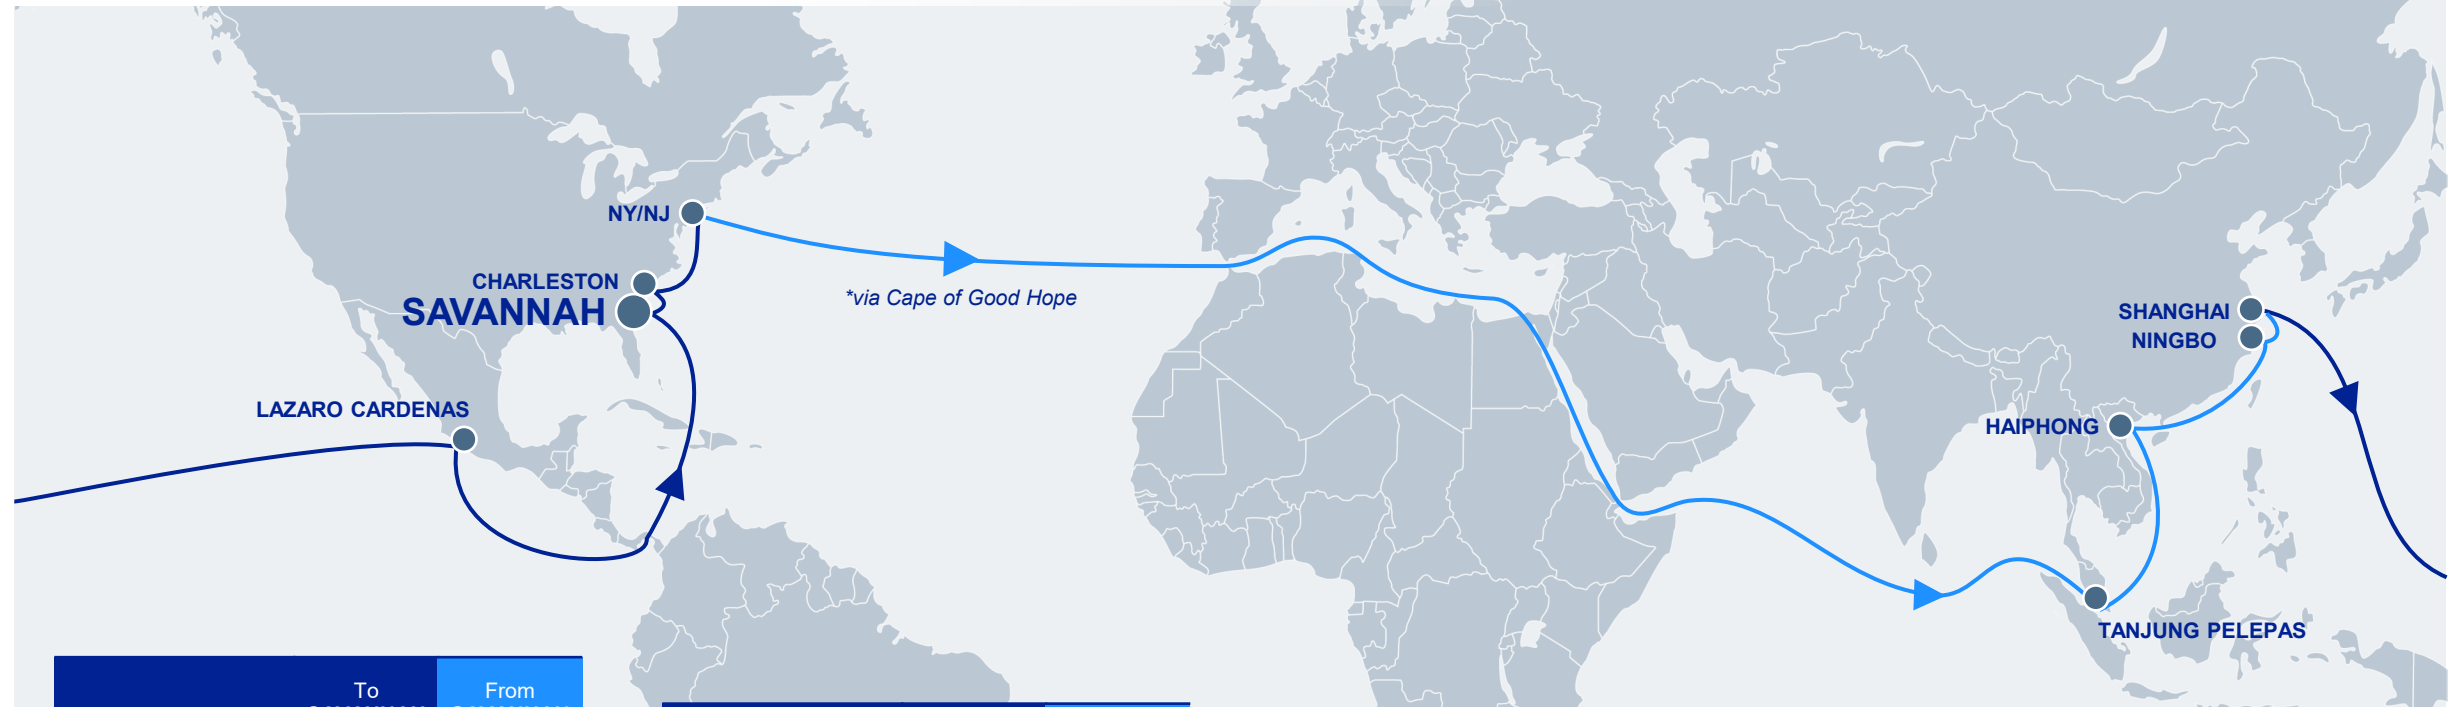 NY/NJ
CHARLESTON
SAVANNAH
*via Cape of Good Hope
SHANGHAI
NINGBO
LAZARO CARDENAS
HAIPHONG
TANJUNG PELEPAS
To
From